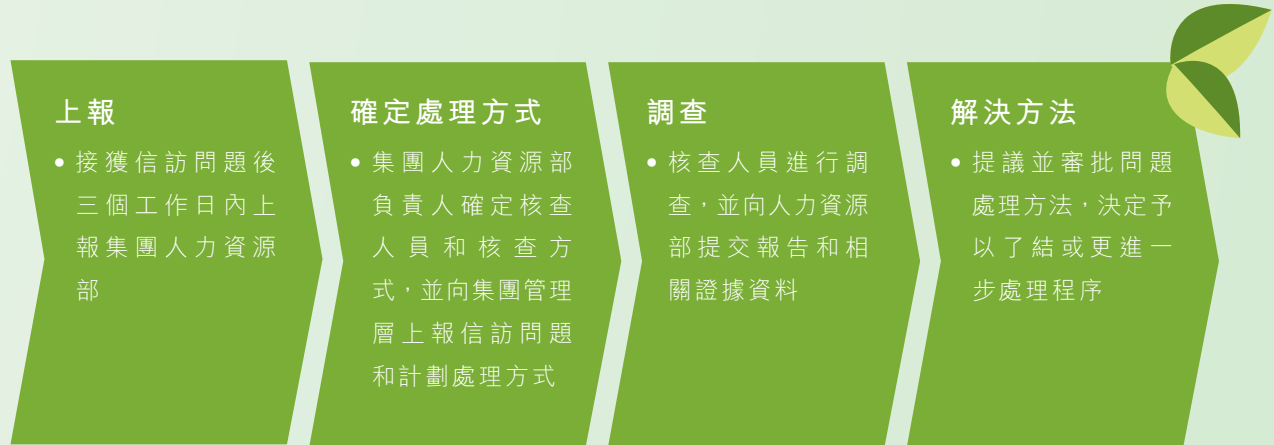 上報
• 接獲信訪問題後
三個工作日內上
報集團人力資源
部
確定處理方式
• 集團人力資源部
負責人確定核查
人員和核查方
式，並向集團管理
層上報信訪問題
和計劃處理方式
調查
• 核查人員進行調
查，並向人力資源
部提交報告和相
關證據資料
解決方法
• 提議並審批問題
處理方法，決定予
以了結或更進一
步處理程序